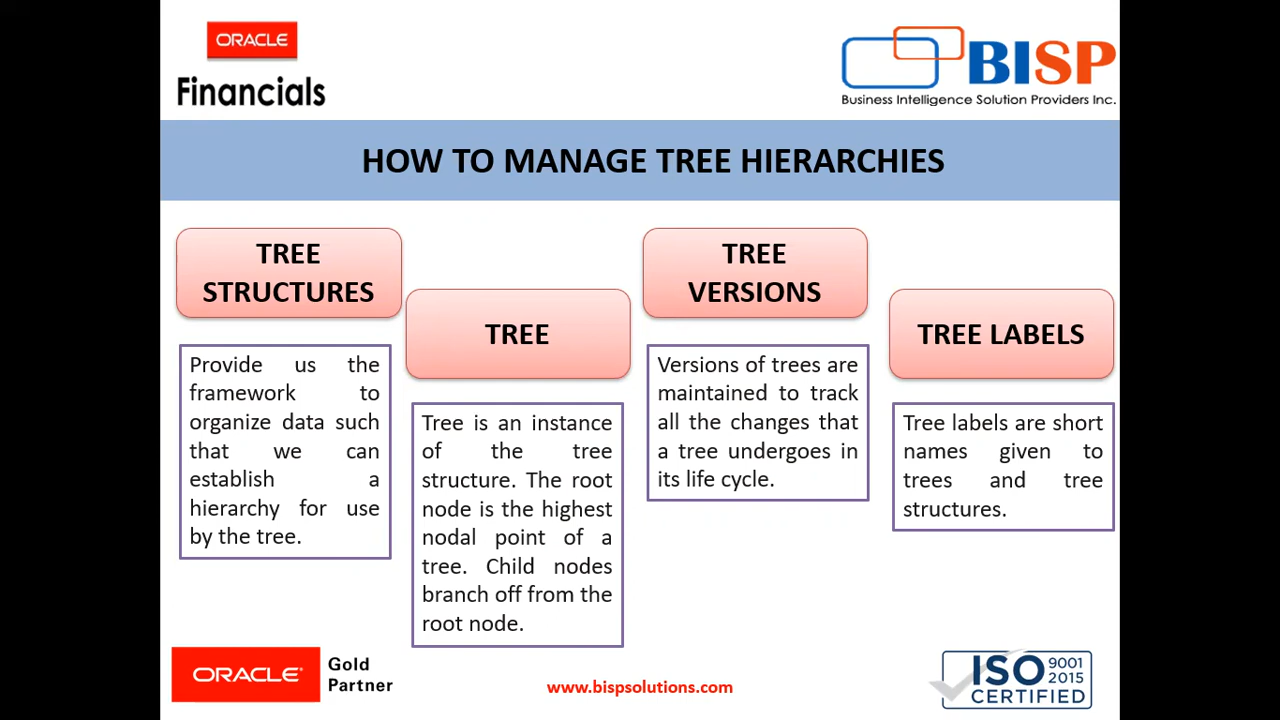 ORACLE
Financials
BISP
Business Intelligence Solution Providers Inc.
HOW TO MANAGE TREE HIERARCHIES
TREE
STRUCTURES
Provide us the
framework to
organize data such
that we can
establish a
hierarchy for use
by the tree.
TREE
Tree is an instance
of the tree
structure. The root
node is the highest
nodal point of a
tree. Child nodes
branch off from the
root node.
TREE
VERSIONS
Versions of trees are
maintained to track
all the changes that
a tree undergoes in
its life cycle.
TREE LABELS
Tree labels are short
names given to
trees and tree
structures.
ORACLE®
Gold
Partner
www.bispsolutions.com
ISO 9001
2015
CERTIFIED